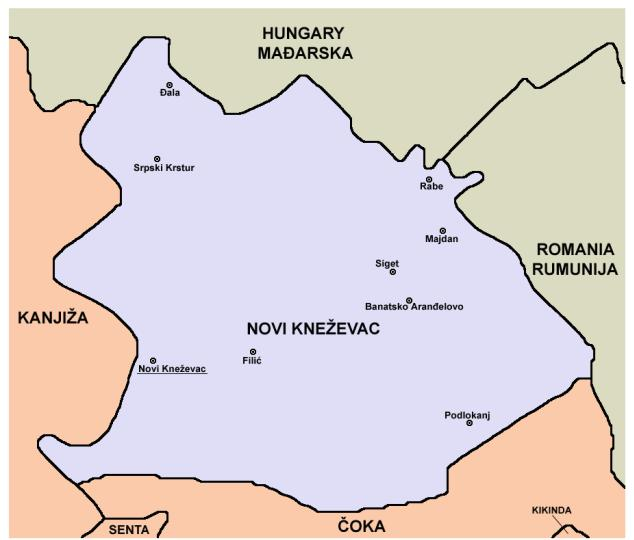 HUNGARY
MAĐARSKA
Đala
Srpski Krstur
Rabe
Majdan
ROMANIA
RUMUNIJA
Siget
Banatsko Aranđelovo
KANJIŽA
NOVI KNEŽEVAC
Filić
Novi Kneževac
Podlokanj
KIKINDA
SENTA
ČOKA